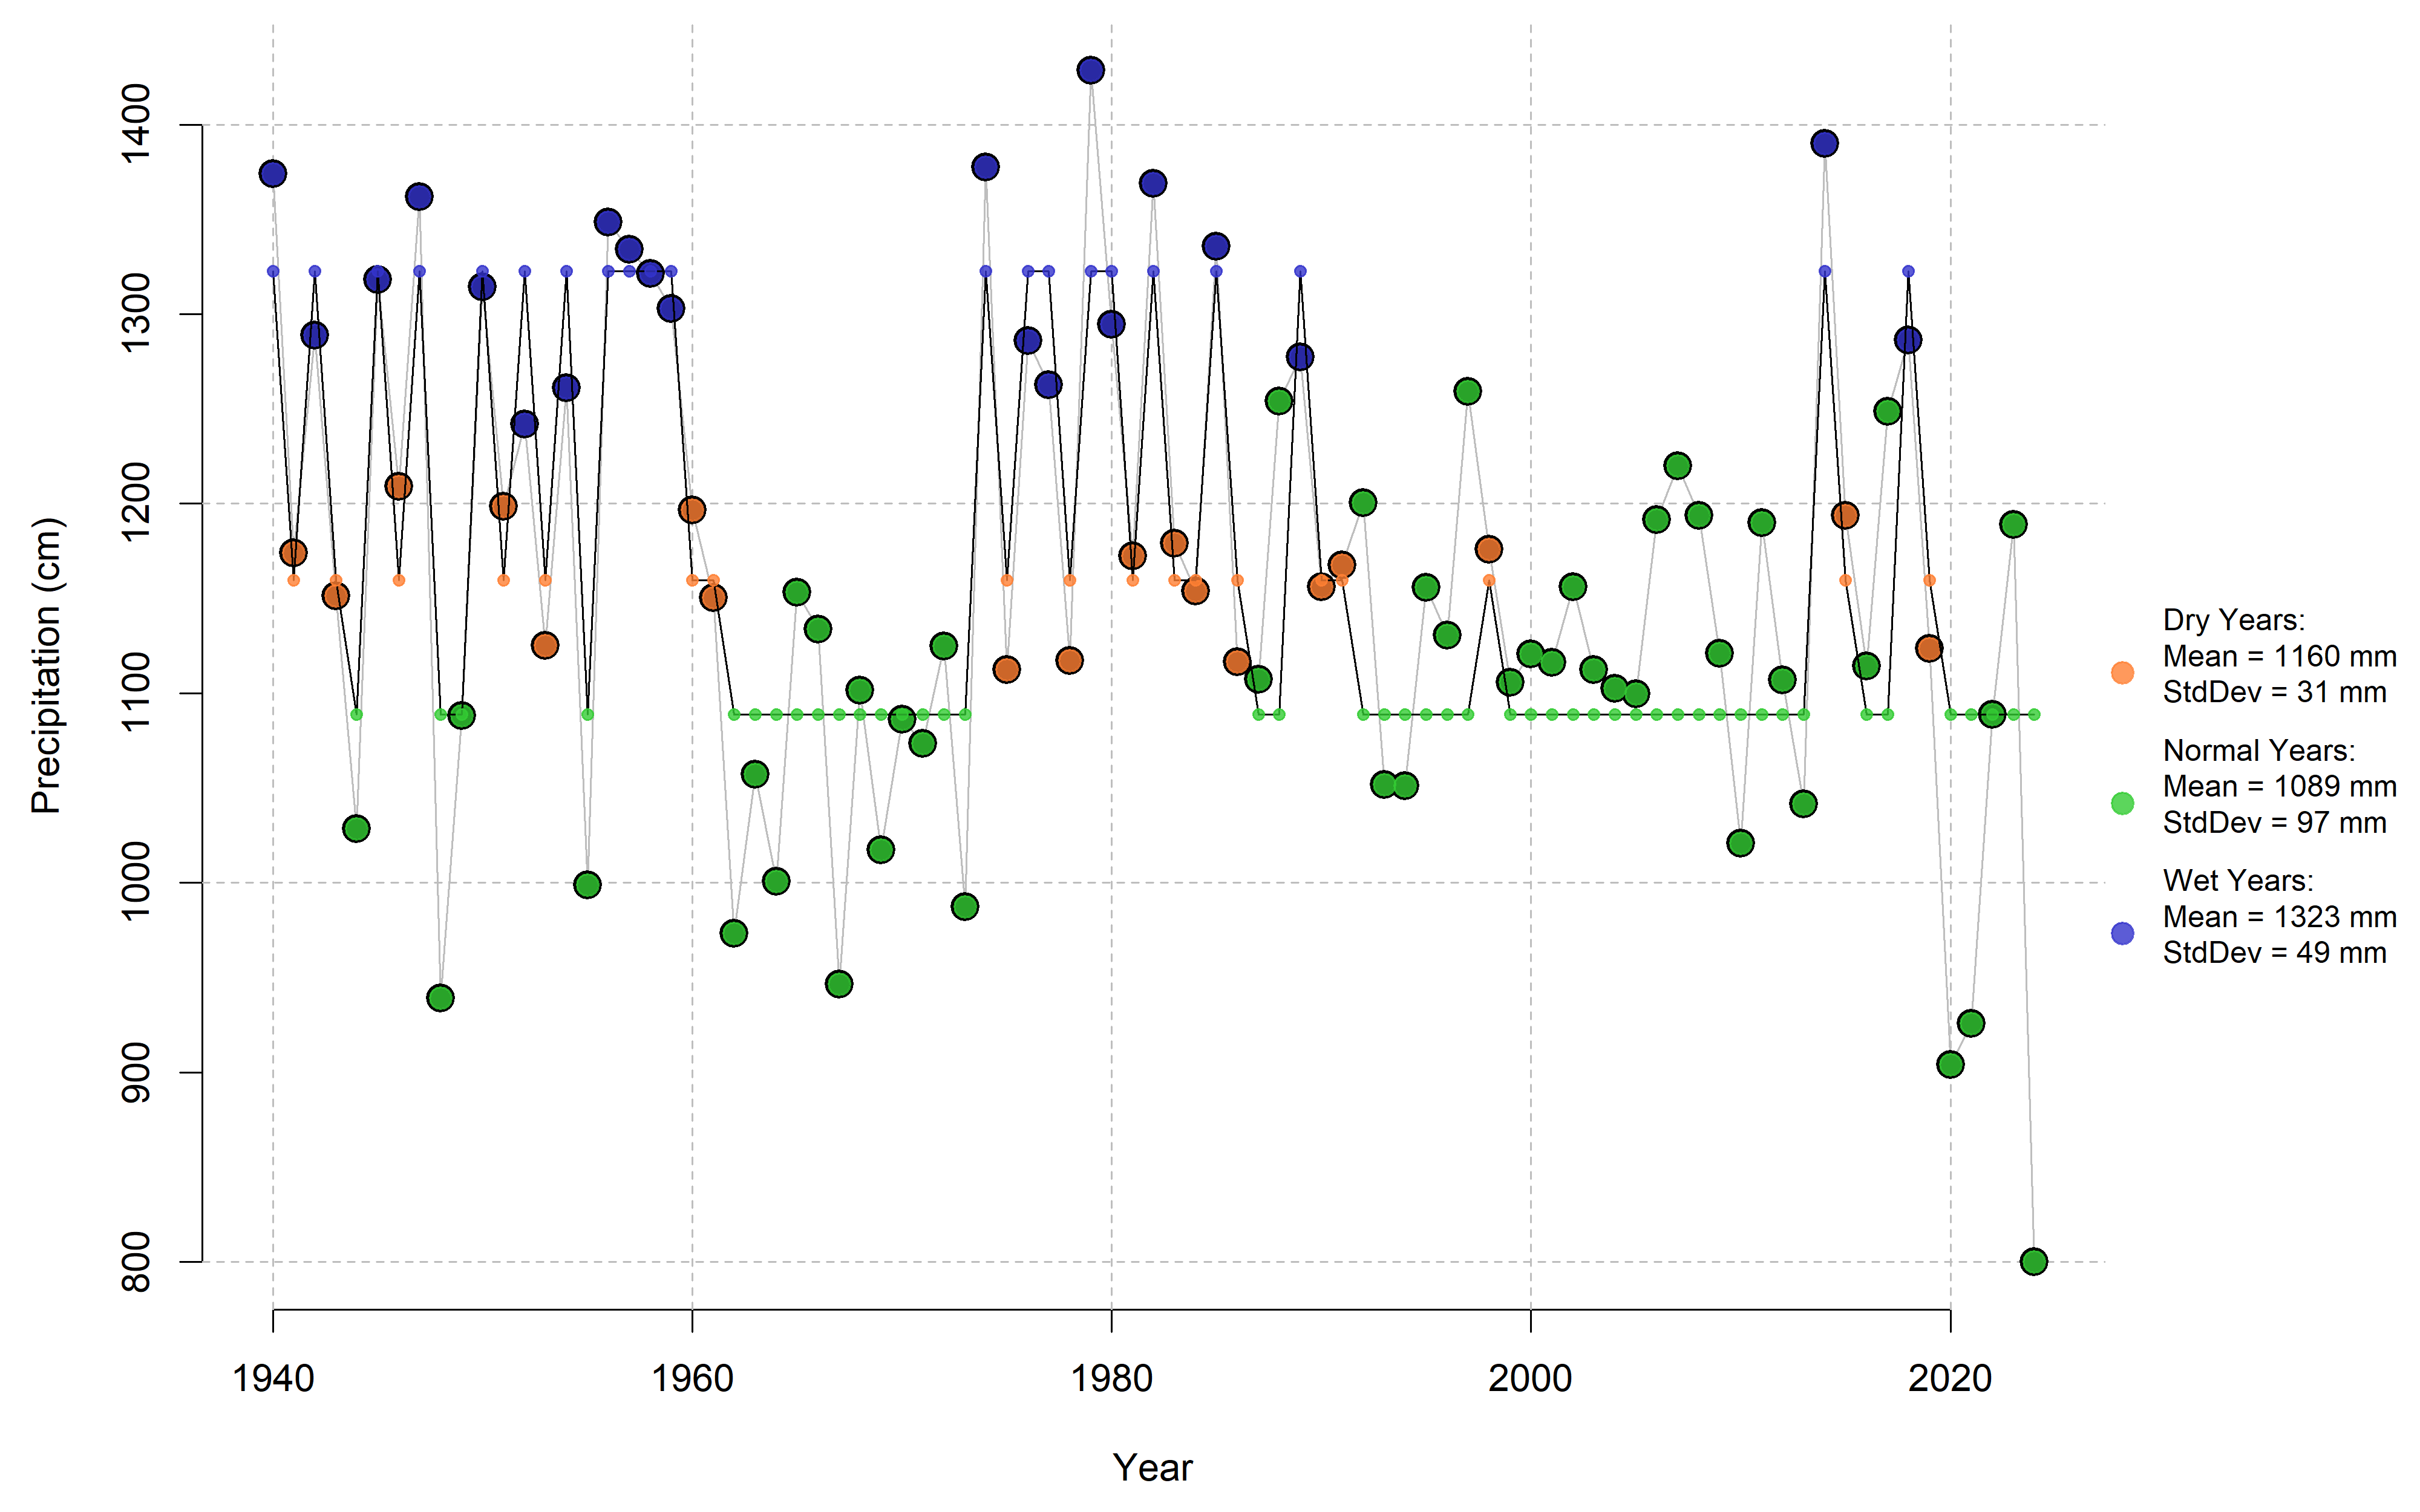 Precipitation (cm)
1400
1300
1200
1100
1000
900
800
1940
1960
1980
2000
2020
Year
Dry Years:
Mean = 1160 mm
StdDev = 31 mm
Normal Years:
Mean = 1089 mm
StdDev = 97 mm
Wet Years:
Mean = 1323 mm
StdDev = 49 mm